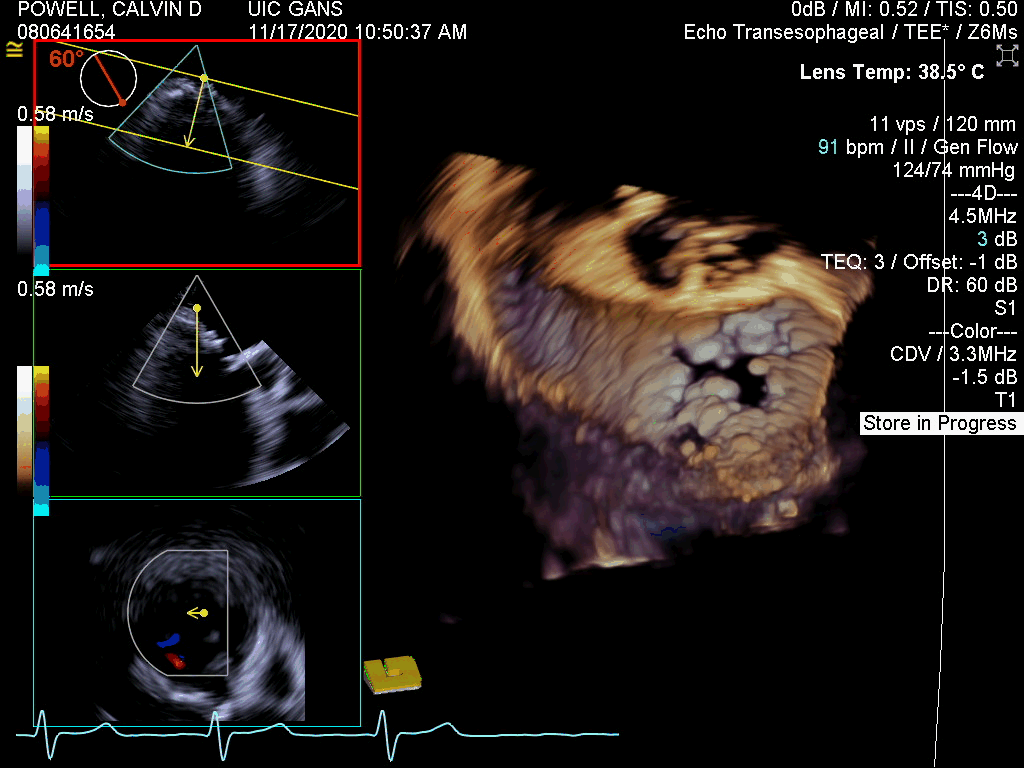 POWELL, CALVIN D UIC GANS 0dB / MI: 0.52 / TIS: 0.50
080641654 11/17/2020 10:50:37 AM Echo Transesophageal / TEE* / Z6Ms
60°
Lens Temp: 38.5° C
0.58 m/s
11 vps / 120 mm
91 bpm / II / Gen Flow
124/74 mmHg
---4D---
4.5MHz
3 dB
TEQ: 3 / Offset: -1 dB
DR: 60 dB
0.58 m/s
S1
---Color---
CDV / 3.3MHz
-1.5 dB
T1
Store in Progress